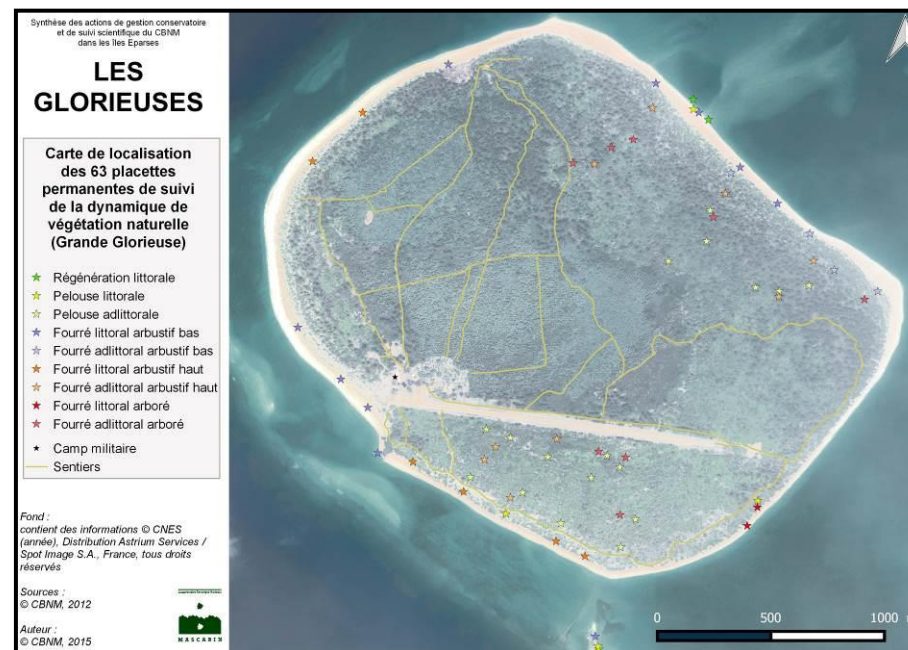 Synthèse des actions de gestion conservatoire
et de suivi scientifique du CBNM
dans les îles Eparses
LES
GLORIEUSES
Carte de localisation
des 63 placettes
permanentes de suivi
de la dynamique de
végétation naturelle
(Grande Glorieuse)
Régénération littorale
Pelouse littorale
Pelouse adlittorale
Fourré littoral arbustif bas
Fourré adlittoral arbustif bas
Fourré littoral arbustif haut
Fourré adlittoral arbustif haut
Fourré littoral arboré
Fourré adlittoral arboré
Camp militaire
Sentiers
Fond :
contient des informations © CNES
(année), Distribution Astrium Services /
Spot Image S.A., France, tous droits
réservés
Sources :
© CBNM, 2012
Auteur :
© CBNM, 2015
MASCARIN
0 500 1000